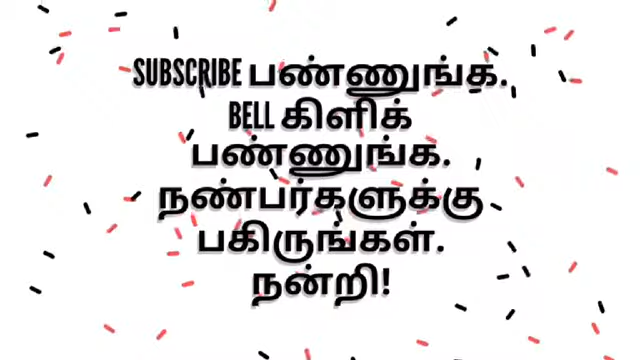 SUBSCRIBE பண்ணுங்க.
BELL கிளிக்
பண்ணுங்க.
நண்பர்களுக்கு
பகிருங்கள்.
நன்றி!